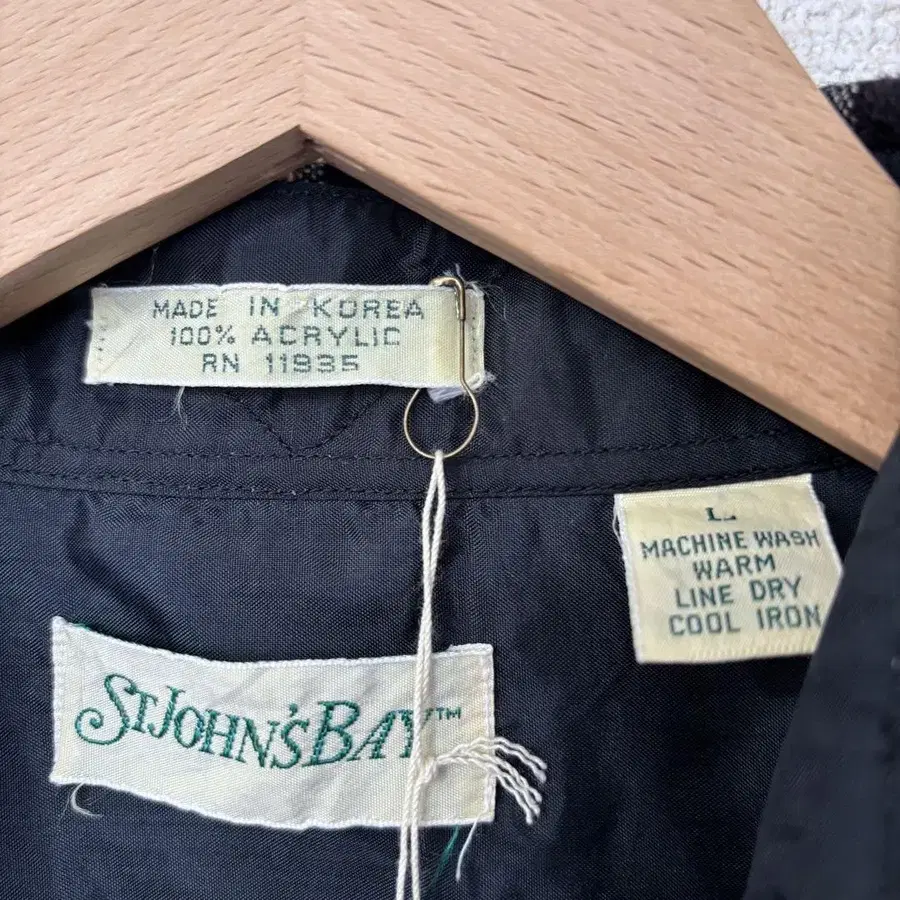 MADE IN KOREA
100% ACRYLIC
RN 11935
L
MACHINE WASH
WARM
LINE DRY
COOL IRON
ST.JOHN'S BAY™